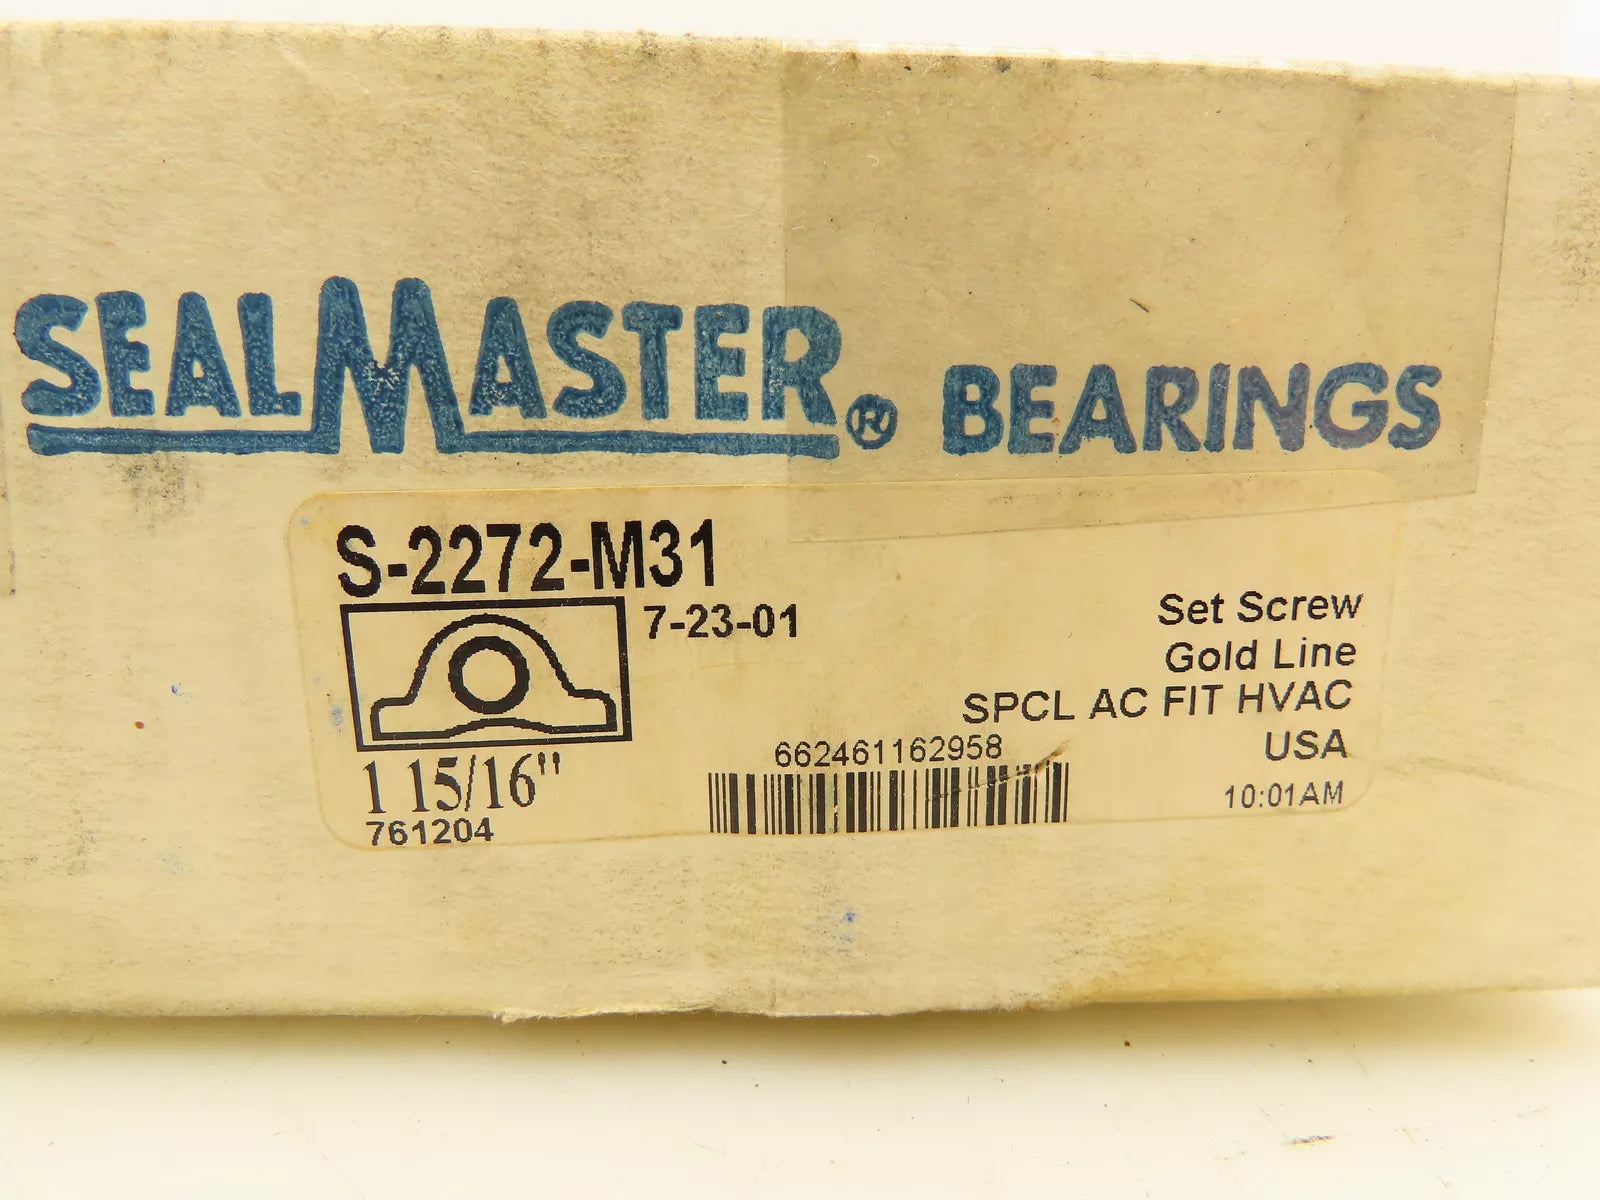 SEALMASTER® BEARINGS
S-2272-M31
7-23-01
1 15/16"
761204
662461162958
Set Screw
Gold Line
SPCL AC FIT HVAC
USA
10:01AM